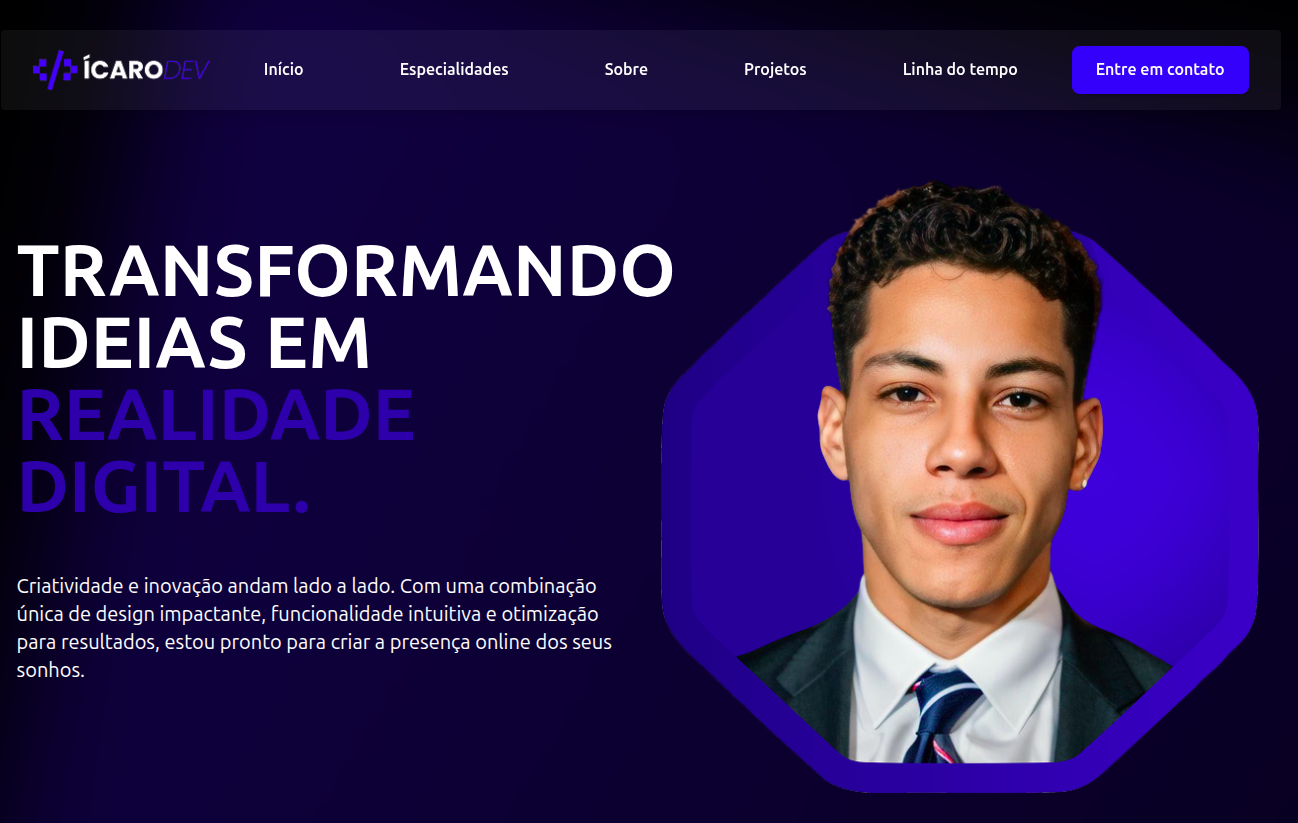 </> ÍCARODEV
Início
Especialidades
Sobre
Projetos
Linha do tempo
Entre em contato
TRANSFORMANDO
IDEIAS EM
REALIDADE
DIGITAL.
Criatividade e inovação andam lado a lado. Com uma combinação
única de design impactante, funcionalidade intuitiva e otimização
para resultados, estou pronto para criar a presença online dos seus
sonhos.